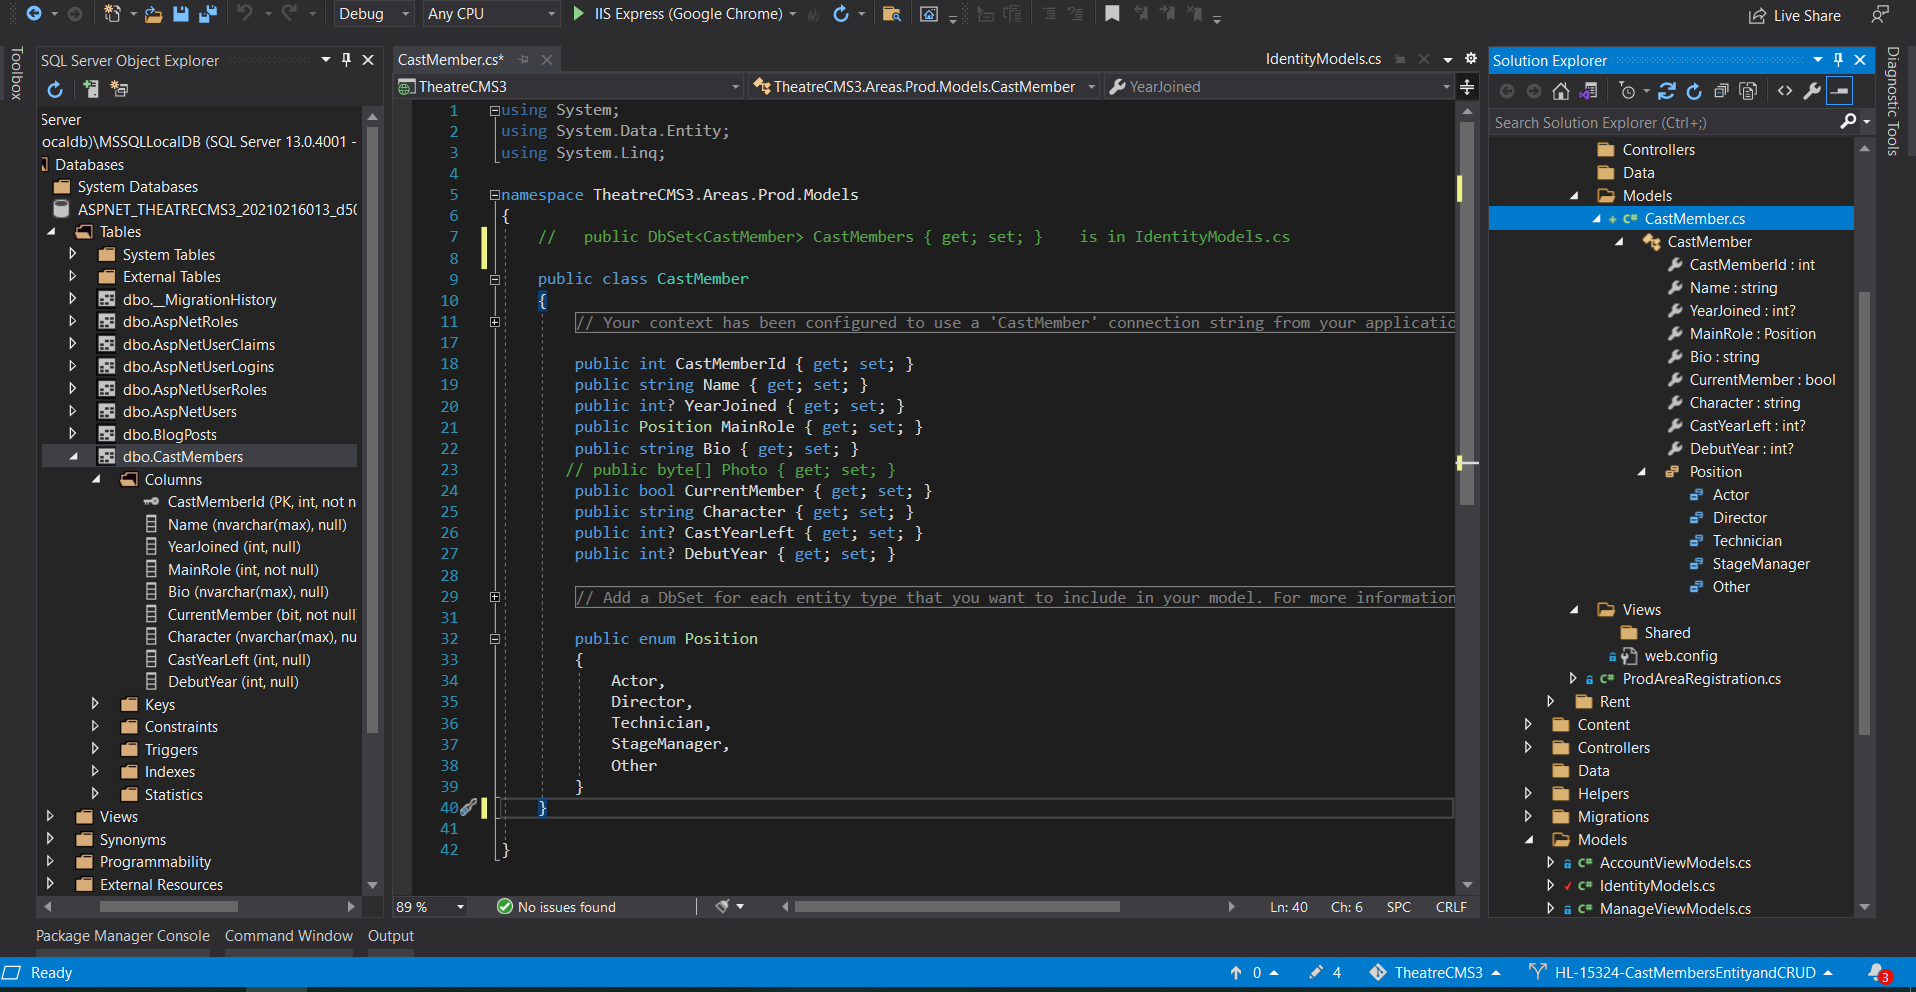 Debug
Any CPU
IIS Express (Google Chrome)
Live Share
Toolbox
SQL Server Object Explorer
Server
ocaldb)\MSSQLLocalDB (SQL Server 13.0.4001 -
Databases
System Databases
ASPNET_THEATRECMS3_20210216013_d50
Tables
System Tables
External Tables
dbo.__MigrationHistory
dbo.AspNetRoles
dbo.AspNetUserClaims
dbo.AspNetUserLogins
dbo.AspNetUserRoles
dbo.AspNetUsers
dbo.BlogPosts
dbo.CastMembers
Columns
CastMemberId (PK, int, not n
Name (nvarchar(max), null)
YearJoined (int, null)
MainRole (int, not null)
Bio (nvarchar(max), null)
CurrentMember (bit, not null
Character (nvarchar(max), nu
CastYearLeft (int, null)
DebutYear (int, null)
Keys
Constraints
Triggers
Indexes
Statistics
Views
Synonyms
Programmability
External Resources
CastMember.cs*
IdentityModels.cs
TheatreCMS3
TheatreCMS3.Areas.Prod.Models.CastMember
YearJoined
1 using System;
2 using System.Data.Entity;
3 using System.Linq;
4
5 namespace TheatreCMS3.Areas.Prod.Models
6 {
7 // public DbSet<CastMember> CastMembers { get; set; } is in IdentityModels.cs
8
9 public class CastMember
10 {
11 // Your context has been configured to use a 'CastMember' connection string from your applicatio
17
18 public int CastMemberId { get; set; }
19 public string Name { get; set; }
20 public int? YearJoined { get; set; }
21 public Position MainRole { get; set; }
22 public string Bio { get; set; }
23 // public byte[] Photo { get; set; }
24 public bool CurrentMember { get; set; }
25 public string Character { get; set; }
26 public int? CastYearLeft { get; set; }
27 public int? DebutYear { get; set; }
28
29 // Add a DbSet for each entity type that you want to include in your model. For more information
31
32 public enum Position
33 {
34 Actor,
35 Director,
36 Technician,
37 StageManager,
38 Other
39 }
40 }
41
42 }
89 %
No issues found
Ln: 40 Ch: 6 SPC CRLF
Solution Explorer
Search Solution Explorer (Ctrl+;)
Controllers
Data
Models
C# CastMember.cs
CastMember
CastMemberId : int
Name : string
YearJoined : int?
MainRole : Position
Bio : string
CurrentMember : bool
Character : string
CastYearLeft : int?
DebutYear : int?
Position
Actor
Director
Technician
StageManager
Other
Views
Shared
web.config
C# ProdAreaRegistration.cs
Rent
Content
Controllers
Data
Helpers
Migrations
Models
C# AccountViewModels.cs
C# IdentityModels.cs
C# ManageViewModels.cs
Diagnostic Tools
Package Manager Console Command Window Output
Ready
0
4
TheatreCMS3
HL-15324-CastMembersEntityandCRUD
3